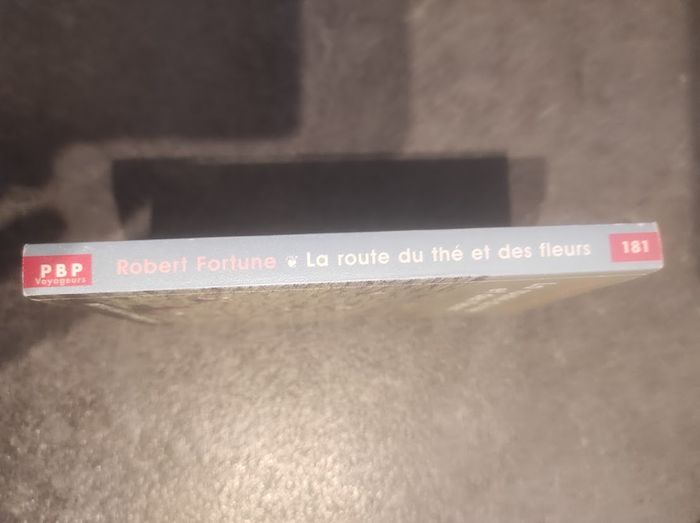 PBP
Voyageurs
Robert Fortune ❦ La route du thé et des fleurs
181